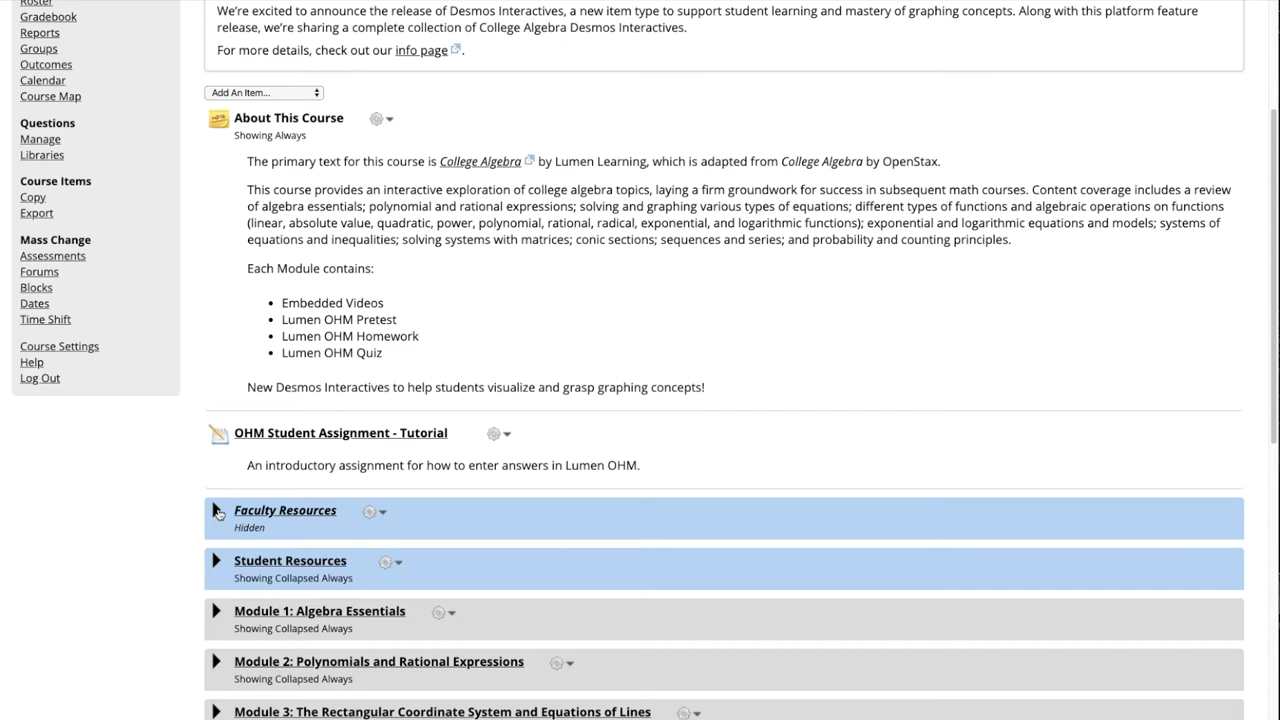 Roster
Gradebook
Reports
Groups
Outcomes
Calendar
Course Map
Questions
Manage
Libraries
Course Items
Copy
Export
Mass Change
Assessments
Forums
Blocks
Dates
Time Shift
Course Settings
Help
Log Out
We're excited to announce the release of Desmos Interactives, a new item type to support student learning and mastery of graphing concepts. Along with this platform feature
release, we're sharing a complete collection of College Algebra Desmos Interactives.
For more details, check out our info page.
Add An Item...
NOTE
About This Course
Showing Always
The primary text for this course is College Algebra by Lumen Learning, which is adapted from College Algebra by OpenStax.
This course provides an interactive exploration of college algebra topics, laying a firm groundwork for success in subsequent math courses. Content coverage includes a review
of algebra essentials; polynomial and rational expressions; solving and graphing various types of equations; different types of functions and algebraic operations on functions
(linear, absolute value, quadratic, power, polynomial, rational, radical, exponential, and logarithmic functions); exponential and logarithmic equations and models; systems of
equations and inequalities; solving systems with matrices; conic sections; sequences and series; and probability and counting principles.
Each Module contains:
• Embedded Videos
• Lumen OHM Pretest
• Lumen OHM Homework
• Lumen OHM Quiz
New Desmos Interactives to help students visualize and grasp graphing concepts!
OHM Student Assignment - Tutorial
An introductory assignment for how to enter answers in Lumen OHM.
Faculty Resources
Hidden
Student Resources
Showing Collapsed Always
Module 1: Algebra Essentials
Showing Collapsed Always
Module 2: Polynomials and Rational Expressions
Showing Collapsed Always
Module 3: The Rectangular Coordinate System and Equations of Lines